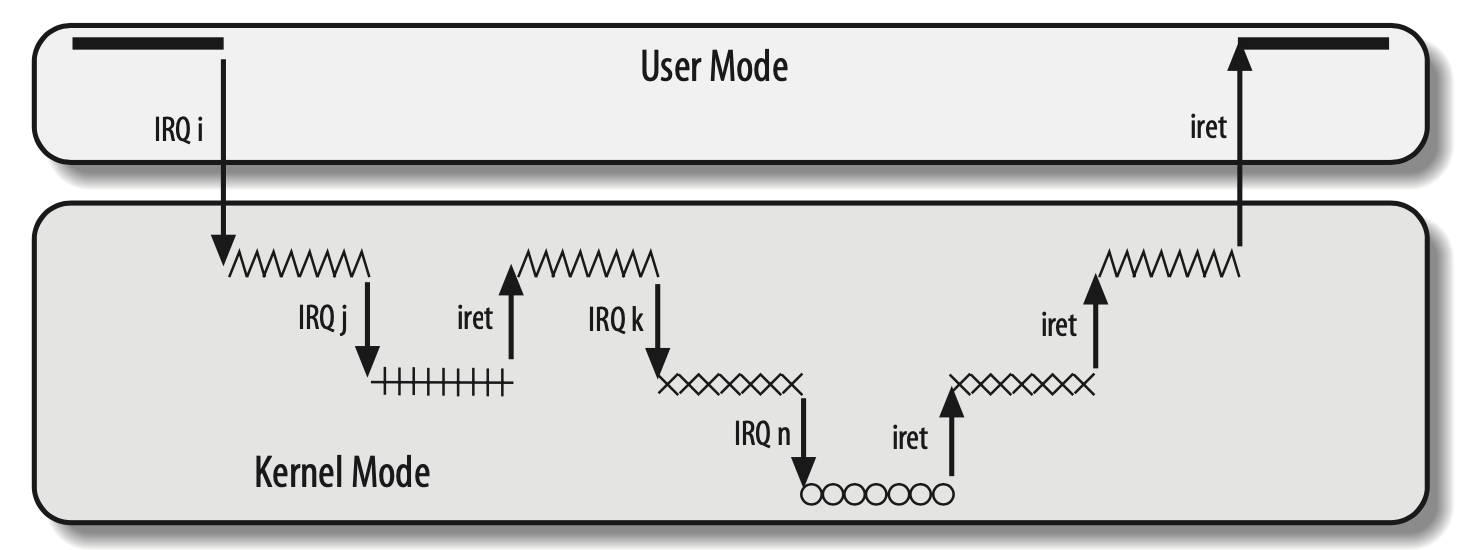 User Mode
IRQ i
iret
IRQ j
iret
IRQ k
iret
IRQ n
iret
Kernel Mode